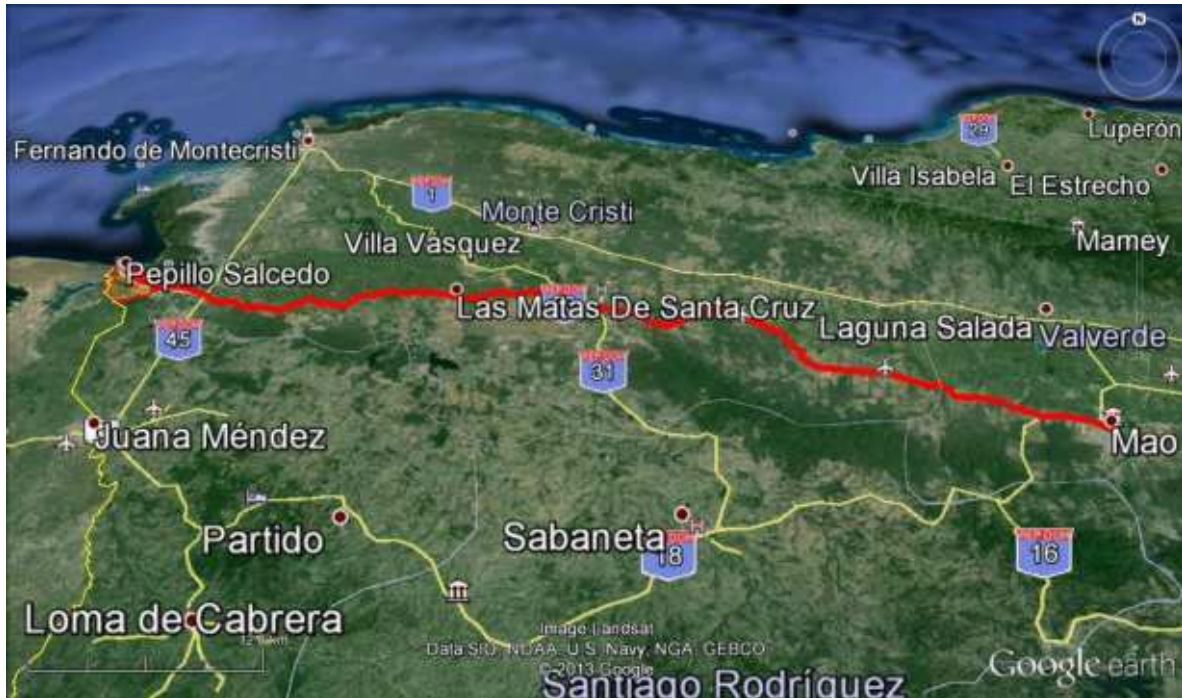 N
Luperón
29
Fernando de Montecristi
Villa Isabela
El Estrecho
1
Monte Cristi
Mamey
Villa Vásquez
Pepillo Salcedo
Las Matas De Santa Cruz
45
Laguna Salada
Valverde
31
Juana Méndez
Mao
Partido
Sabaneta
H
18
16
Loma de Cabrera
Image Landsat
Data SIO, NOAA, U.S. Navy, NGA, GEBCO
© 2013 Google
Google earth
Santiago Rodríguez